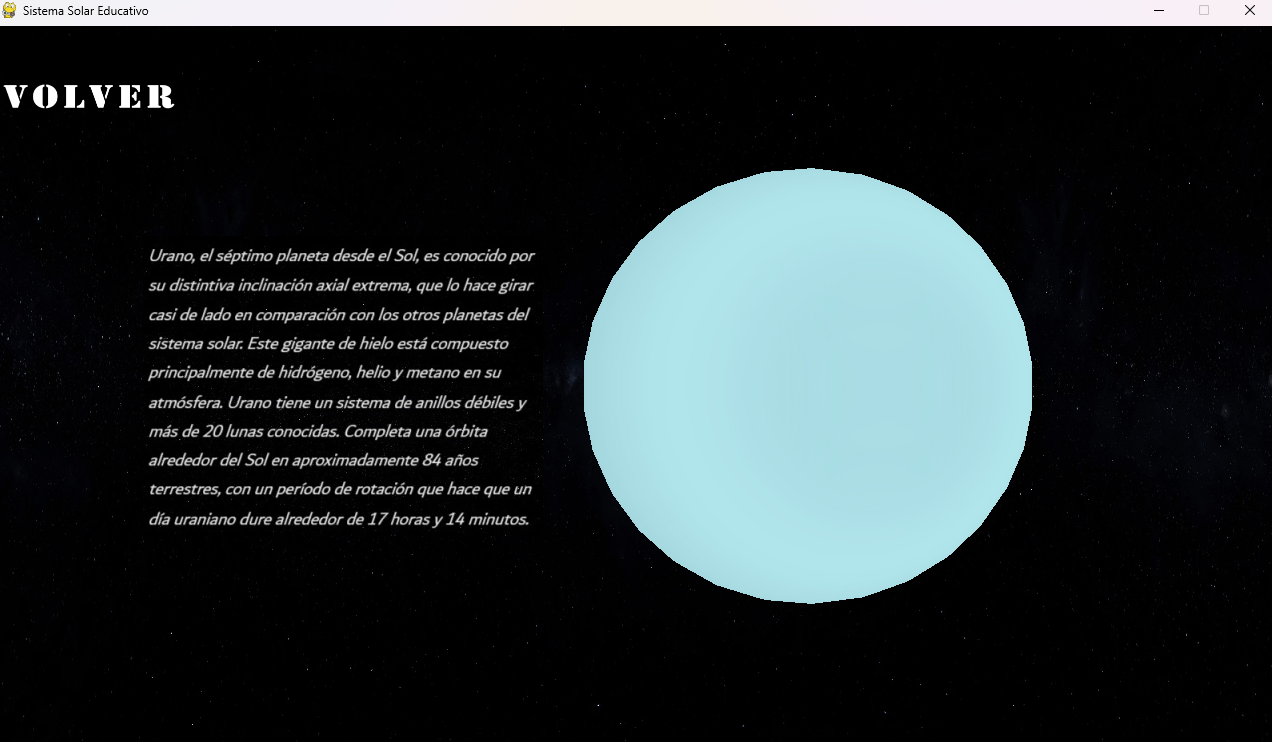 Sistema Solar Educativo
VOLVER
Urano, el séptimo planeta desde el Sol, es conocido por
su distintiva inclinación axial extrema, que lo hace girar
casi de lado en comparación con los otros planetas del
sistema solar. Este gigante de hielo está compuesto
principalmente de hidrógeno, helio y metano en su
atmósfera. Urano tiene un sistema de anillos débiles y
más de 20 lunas conocidas. Completa una órbita
alrededor del Sol en aproximadamente 84 años
terrestres, con un período de rotación que hace que un
día uraniano dure alrededor de 17 horas y 14 minutos.